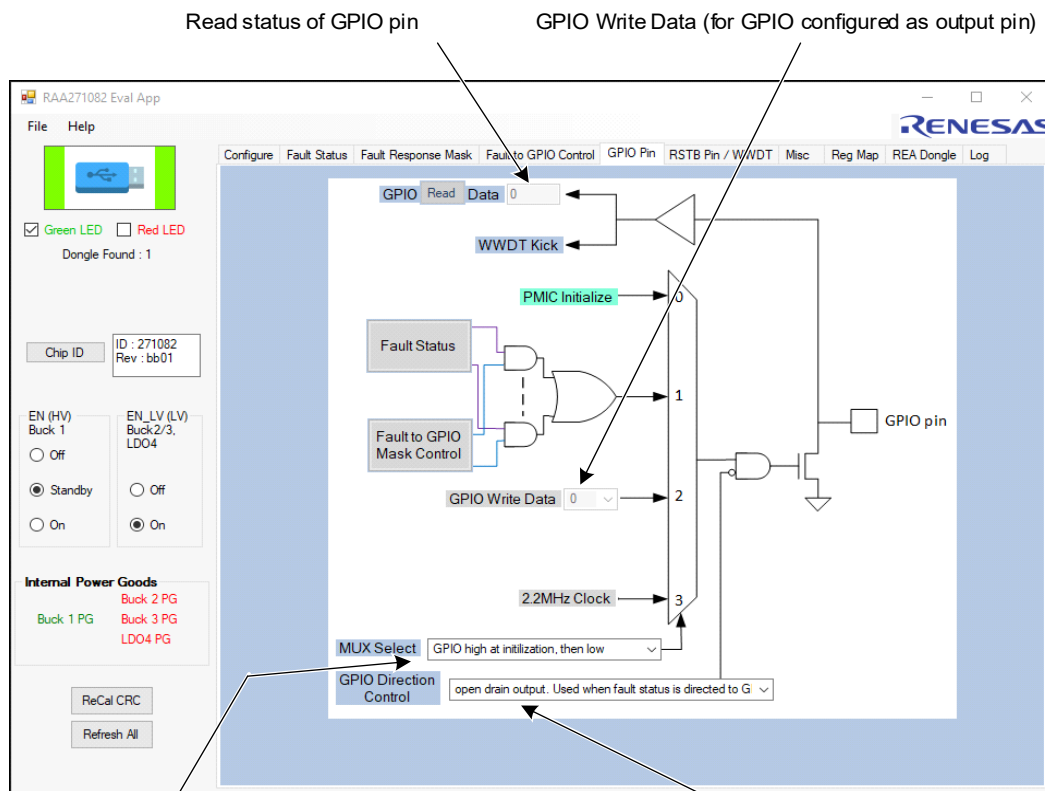 Read status of GPIO pin
GPIO Write Data (for GPIO configured as output pin)
RAA271082 Eval App
File Help
RENESAS
Configure Fault Status Fault Response Mask Fault to GPIO Control GPIO Pin RSTB Pin / WWDT Misc Reg Map REA Dongle Log
Green LED Red LED
Dongle Found : 1
Chip ID
ID : 271082
Rev : bb01
EN (HV)
Buck 1
Off
Standby
On
EN_LV (LV)
Buck2/3,
LDO4
Off
On
Internal Power Goods
Buck 1 PG
Buck 2 PG
Buck 3 PG
LDO4 PG
ReCal CRC
Refresh All
GPIO Read Data 0
WWDT Kick
PMIC Initialize
0
Fault Status
1
Fault to GPIO
Mask Control
GPIO pin
GPIO Write Data 0
2
2.2MHz Clock
3
MUX Select GPIO high at initilization, then low
GPIO Direction
Control
open drain output. Used when fault status is directed to G